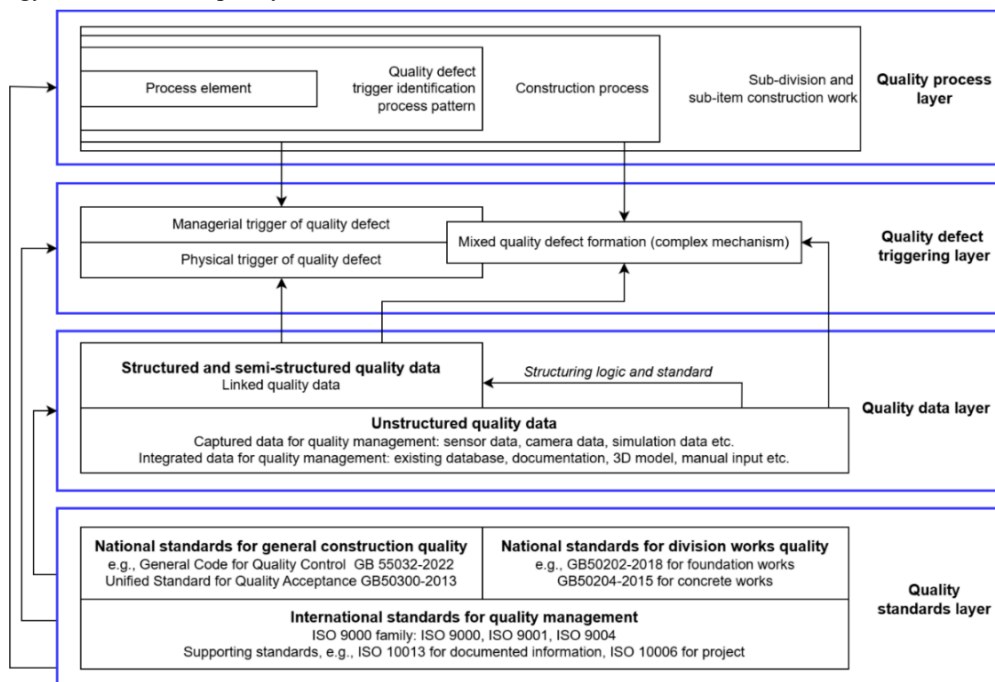 Process element
Quality defect
trigger identification
process pattern
Construction process
Sub-division and
sub-item construction work
Quality process
layer
Managerial trigger of quality defect
Physical trigger of quality defect
Mixed quality defect formation (complex mechanism)
Quality defect
triggering layer
Structured and semi-structured quality data
Linked quality data
Structuring logic and standard
Unstructured quality data
Captured data for quality management: sensor data, camera data, simulation data etc.
Integrated data for quality management: existing database, documentation, 3D model, manual input etc.
Quality data layer
National standards for general construction quality
e.g., General Code for Quality Control GB 55032-2022
Unified Standard for Quality Acceptance GB50300-2013
National standards for division works quality
e.g., GB50202-2018 for foundation works
GB50204-2015 for concrete works
International standards for quality management
ISO 9000 family: ISO 9000, ISO 9001, ISO 9004
Supporting standards, e.g., ISO 10013 for documented information, ISO 10006 for project
Quality
standards layer